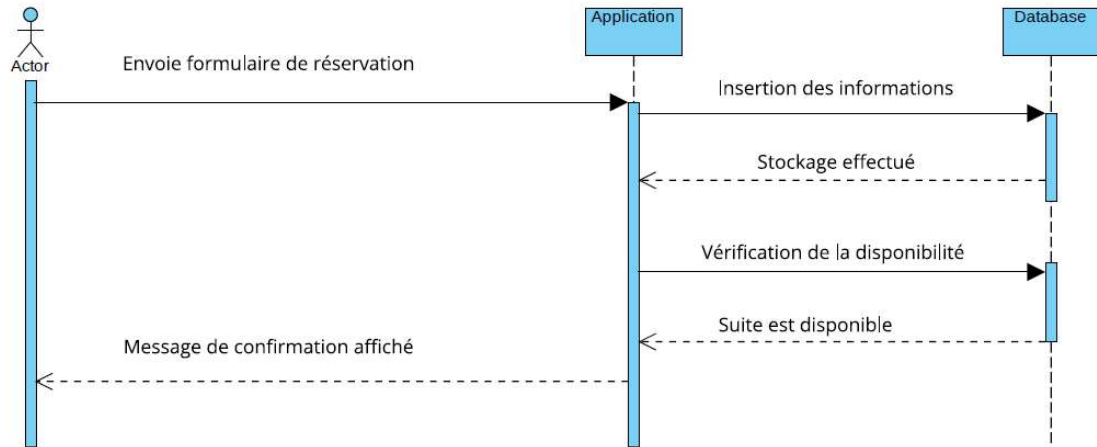 Application
Database
Actor
Envoie formulaire de réservation
Insertion des informations
Stockage effectué
Vérification de la disponibilité
Suite est disponible
Message de confirmation affiché